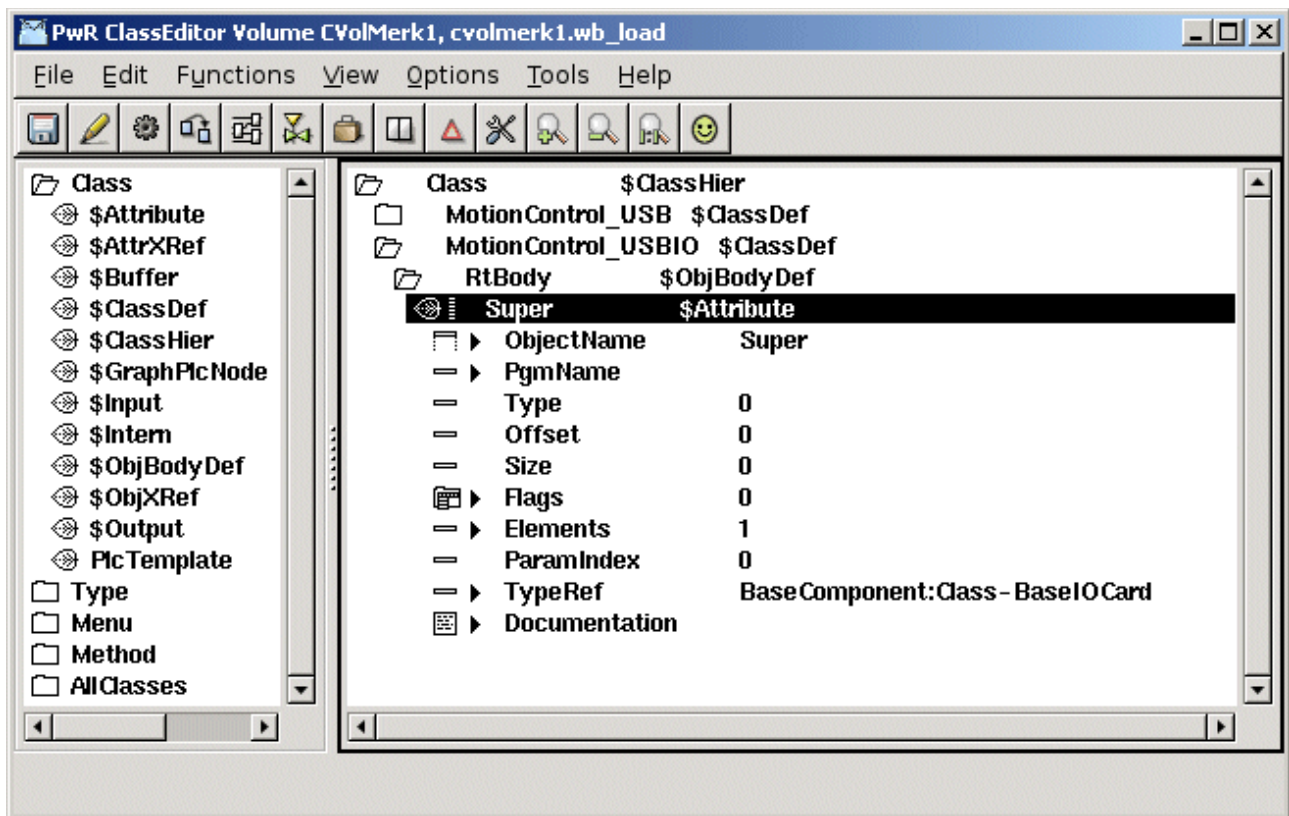 PwR ClassEditor Volume CVolMerk1, cvolmerk1.wb_load
File Edit Functions View Options Tools Help
Class
$Attribute
$AttrXRef
$Buffer
$ClassDef
$ClassHier
$GraphPlcNode
$Input
$Intern
$ObjBodyDef
$ObjXRef
$Output
PlcTemplate
Type
Menu
Method
AllClasses
Class $ClassHier
MotionControl_USB $ClassDef
MotionControl_USBIO $ClassDef
RtBody $ObjBodyDef
Super $Attribute
ObjectName Super
PgmName
Type 0
Offset 0
Size 0
Flags 0
Elements 1
ParamIndex 0
TypeRef BaseComponent:Class-BaseIOCard
Documentation